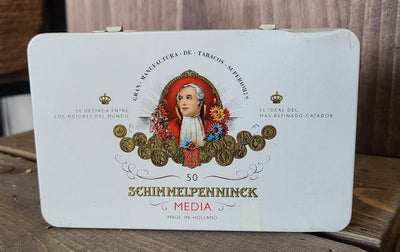 GRAN · MANUFACTURA · DE · TABACOS · SUPERIORES
SE DESTACA ENTRE
LOS MEJORES DEL MUNDO
EL IDEAL DEL
MAS REFINADO CATADOR
50
SCHIMMELPENNINCK
MEDIA
MADE IN HOLLAND